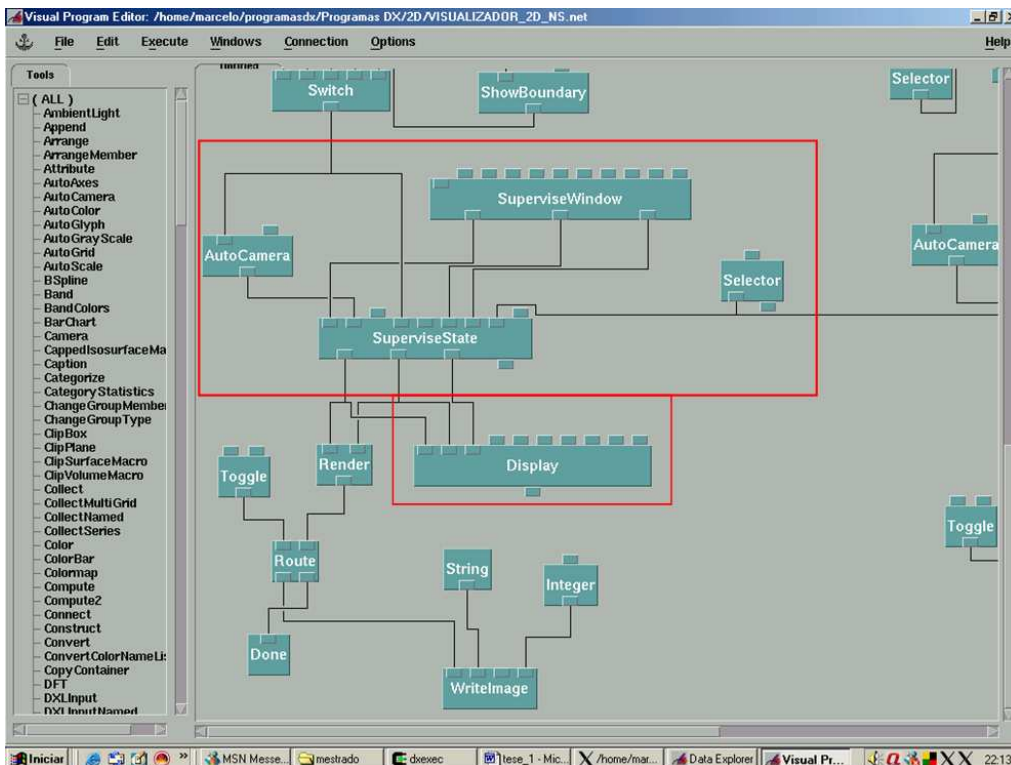 Visual Program Editor: /home/marcelo/programasdx/Programas DX/2D/VISUALIZADOR_2D_NS.net
File Edit Execute Windows Connection Options Help
Tools
Untitled
( ALL )
AmbientLight
Append
Arrange
ArrangeMember
Attribute
AutoAxes
AutoCamera
AutoColor
AutoGlyph
AutoGrayScale
AutoGrid
AutoScale
BSpline
Band
BandColors
BarChart
Camera
CappedIsosurfaceMa
Caption
Categorize
CategoryStatistics
ChangeGroupMember
ChangeGroupType
ClipBox
ClipPlane
ClipSurfaceMacro
ClipVolumeMacro
Collect
CollectMultiGrid
CollectNamed
CollectSeries
Color
ColorBar
Colormap
Compute
Compute2
Connect
Construct
Convert
ConvertColorNameLi
CopyContainer
DFT
DXLInput
DXLInputNamed
Switch
ShowBoundary
Selector
SuperviseWindow
AutoCamera
Selector
AutoCamera
SuperviseState
Toggle
Render
Display
Toggle
Route
String
Integer
Done
WriteImage
Iniciar
MSN Messe...
mestrado
dxexec
tese_1 - Mic...
/home/mar...
Data Explorer
Visual Pr...
22:13